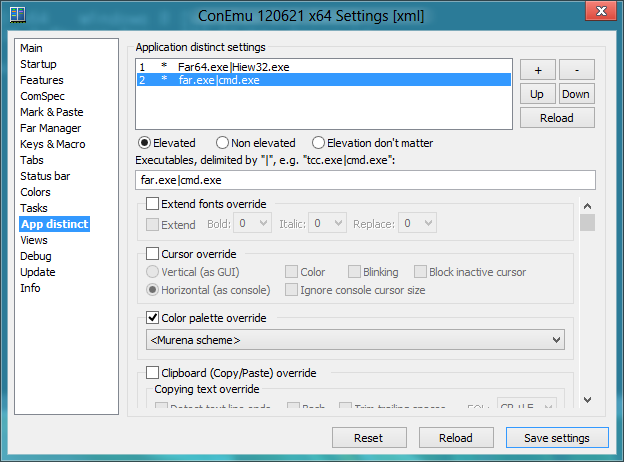 ConEmu 120621 x64 Settings [xml]
x
Main
Startup
Features
ComSpec
Mark & Paste
Far Manager
Keys & Macro
Tabs
Status bar
Colors
Tasks
App distinct
Views
Debug
Update
Info
Application distinct settings
1 * Far64.exe|Hiew32.exe
2 * far.exe|cmd.exe
+ -
Up Down
Reload
Elevated Non elevated Elevation don't matter
Executables, delimited by "|", e.g. "tcc.exe|cmd.exe":
far.exe|cmd.exe
Extend fonts override
Extend Bold: 0 Italic: 0 Replace: 0
Cursor override
Vertical (as GUI) Color Blinking Block inactive cursor
Horizontal (as console) Ignore console cursor size
Color palette override
<Murena scheme>
Clipboard (Copy/Paste) override
Copying text override
Reset Reload Save settings